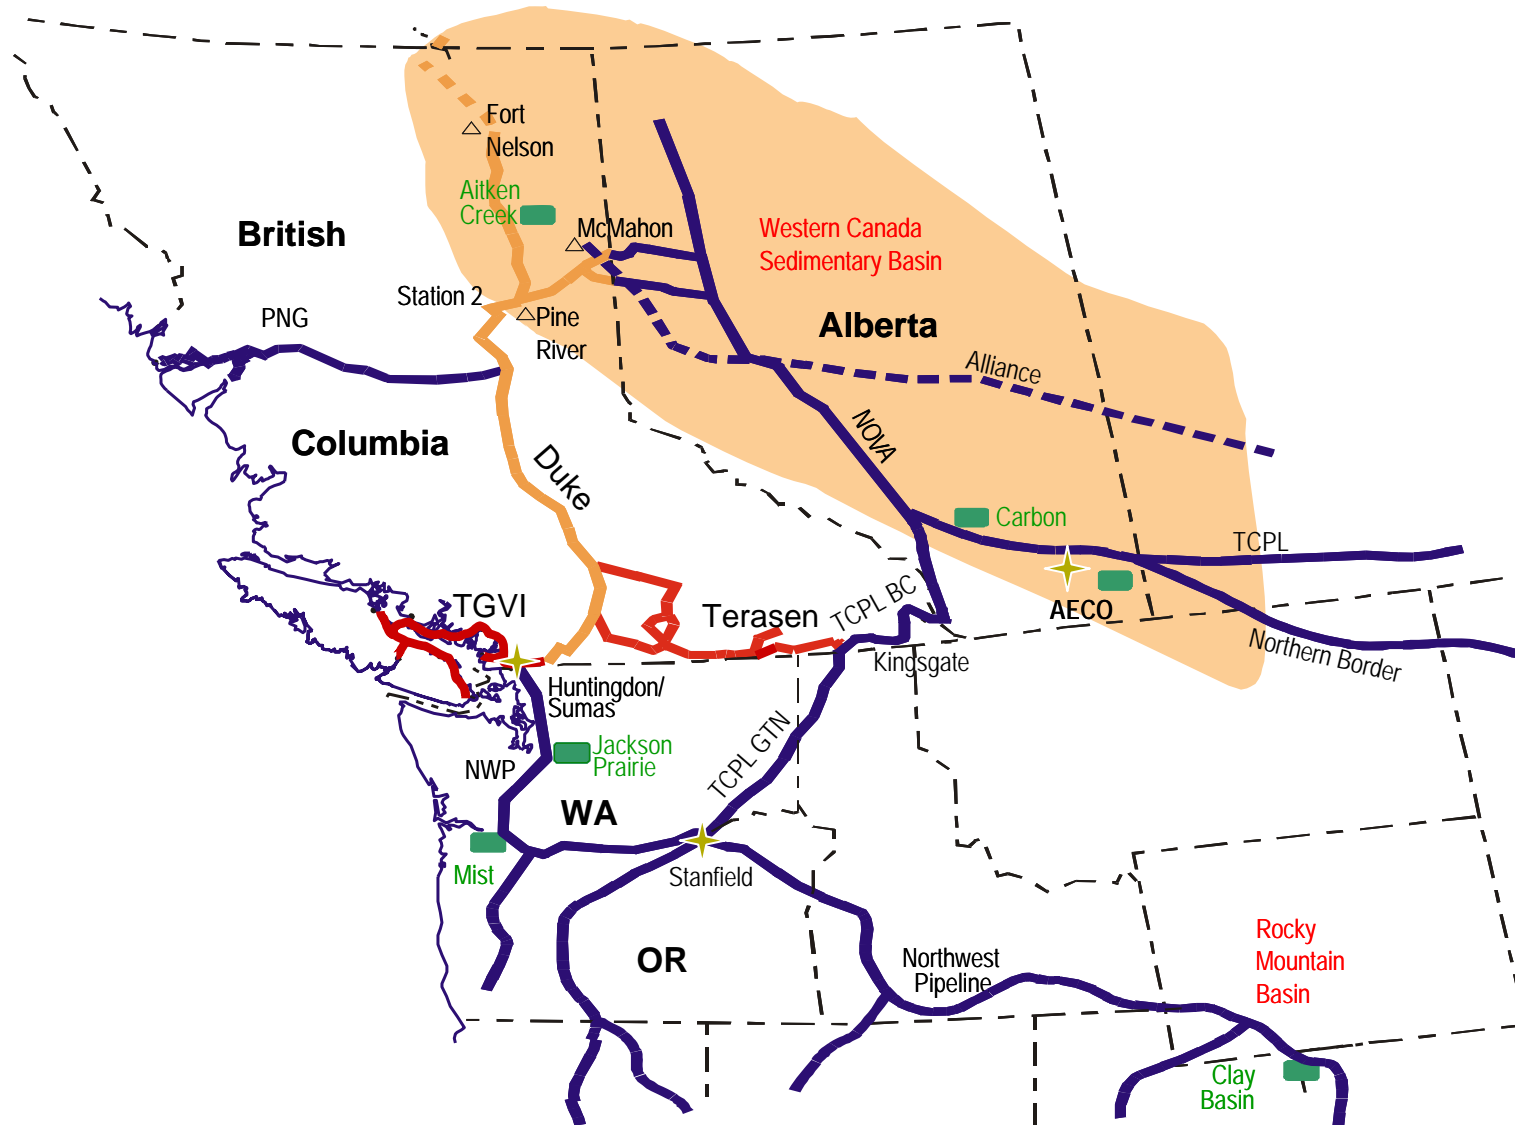 Fort
Nelson
Aitken
Creek
McMahon
British
Western Canada
Sedimentary Basin
Station 2
PNG
Pine
River
Alberta
Alliance
Columbia
NOVA
Duke
Carbon
TCPL
TGVI
Terasen
TCPL BC
AECO
Kingsgate
Northern Border
Huntingdon/
Sumas
Jackson
Prairie
NWP
TCPL GTN
WA
Mist
Stanfield
OR
Northwest
Pipeline
Rocky
Mountain
Basin
Clay
Basin